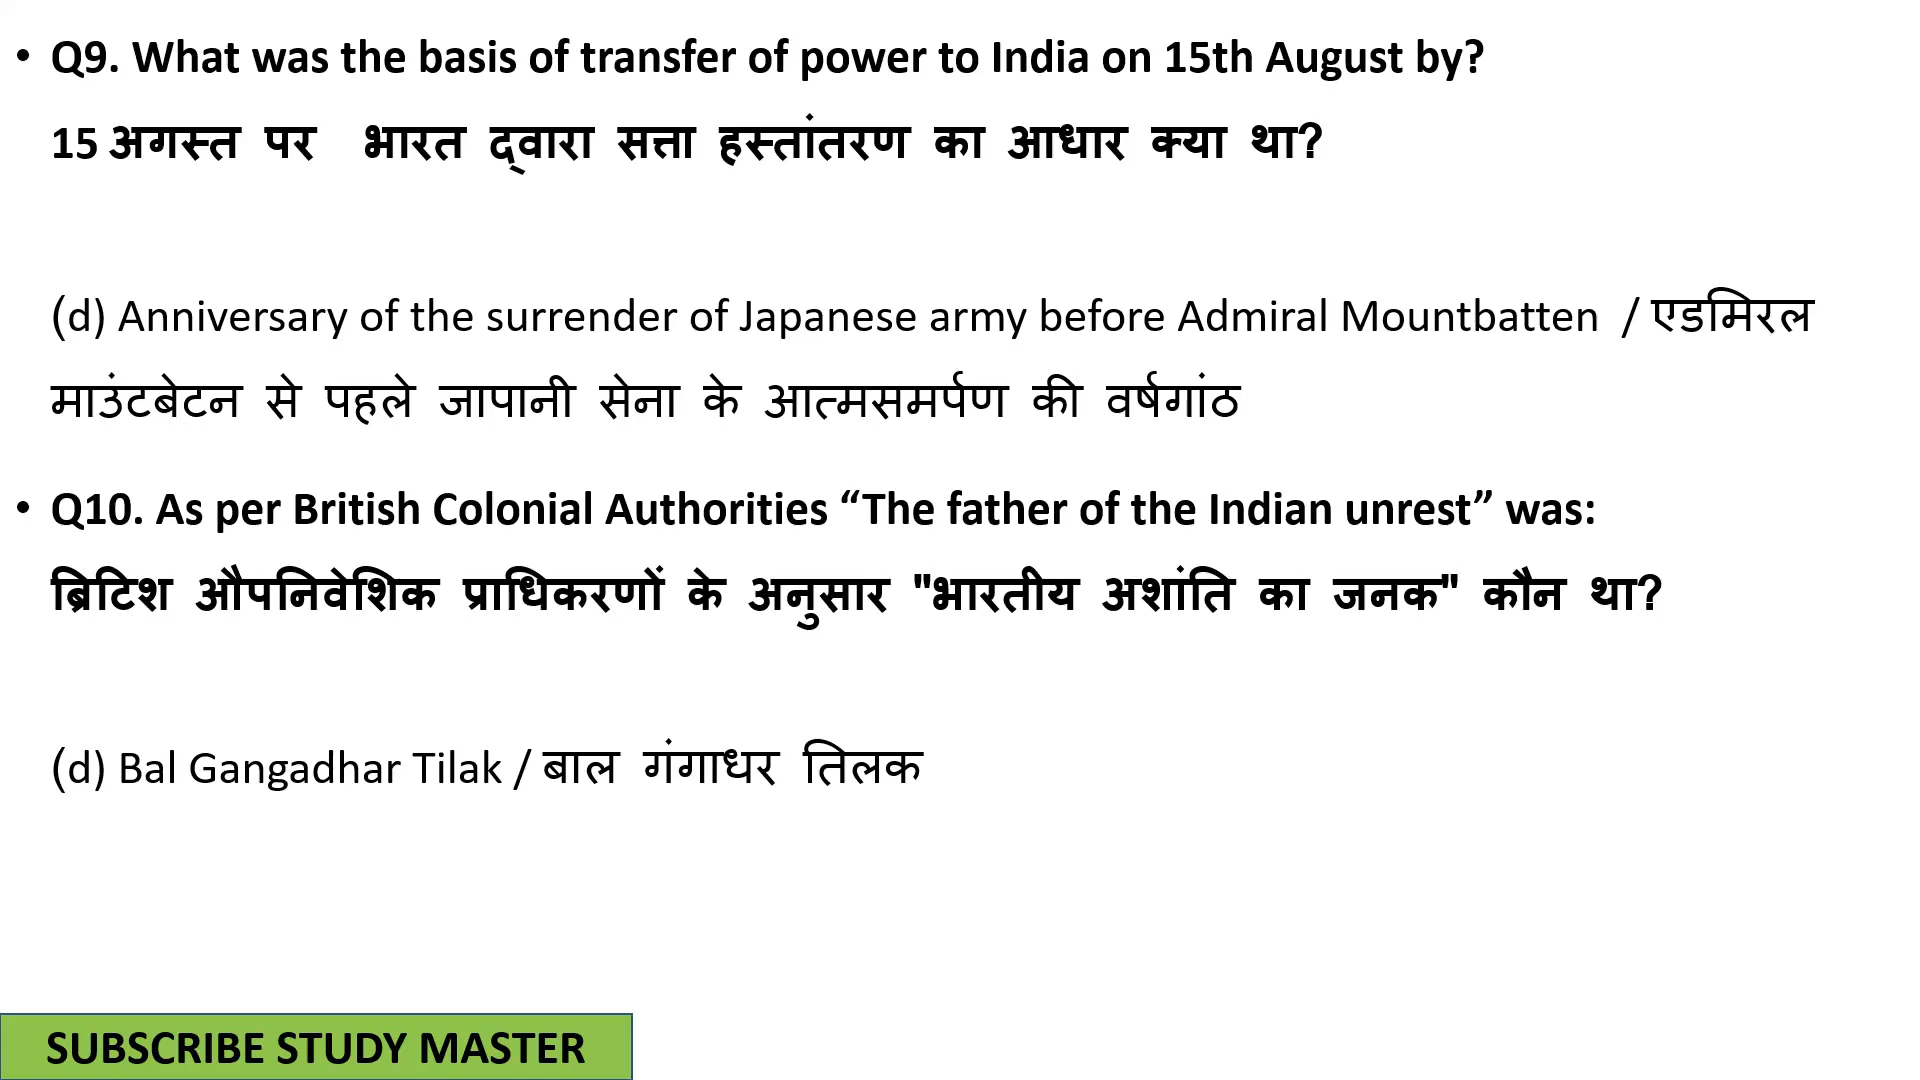 • Q9. What was the basis of transfer of power to India on 15th August by?
15 अगस्त पर भारत द्वारा सत्ता हस्तांतरण का आधार क्या था?
(d) Anniversary of the surrender of Japanese army before Admiral Mountbatten / एडमिरल
माउंटबेटन से पहले जापानी सेना के आत्मसमर्पण की वर्षगांठ
• Q10. As per British Colonial Authorities “The father of the Indian unrest” was:
ब्रिटिश औपनिवेशिक प्राधिकरणों के अनुसार "भारतीय अशांति का जनक" कौन था?
(d) Bal Gangadhar Tilak / बाल गंगाधर तिलक
SUBSCRIBE STUDY MASTER